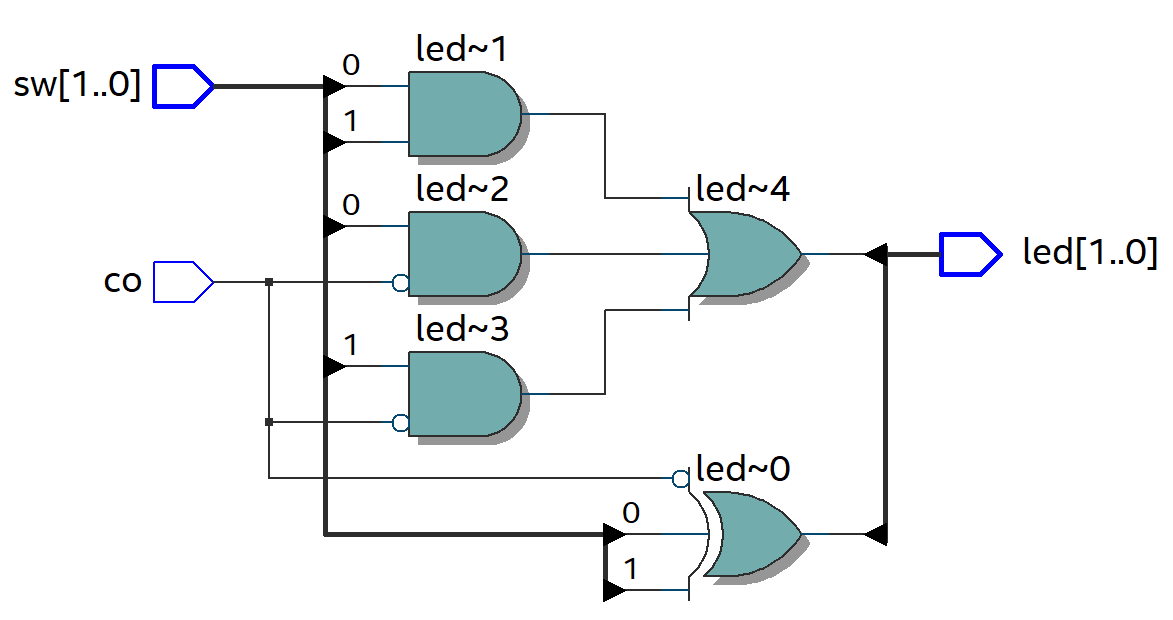 led~1
0
sw[1..0]
1
led~2
0
led~4
led[1..0]
co
led~3
1
led~0
0
1